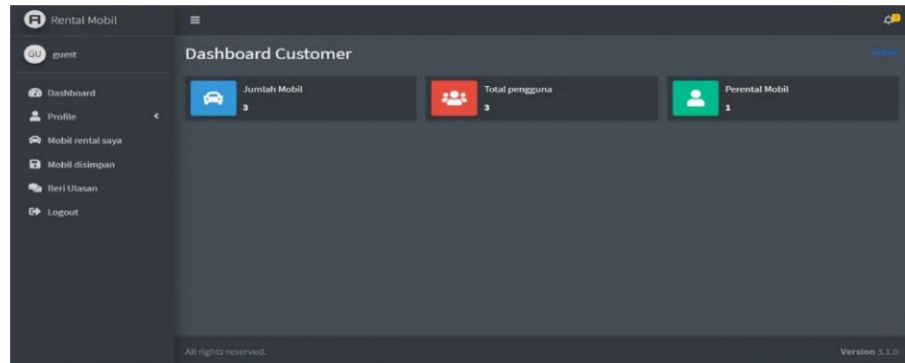 Rental Mobil
GU guest
Dashboard
Profile
Mobil rental saya
Mobil disimpan
Beri Ulasan
Logout
Dashboard Customer
Home
Jumlah Mobil
3
Total pengguna
3
Perental Mobil
1
All rights reserved.
Version 3.1.0